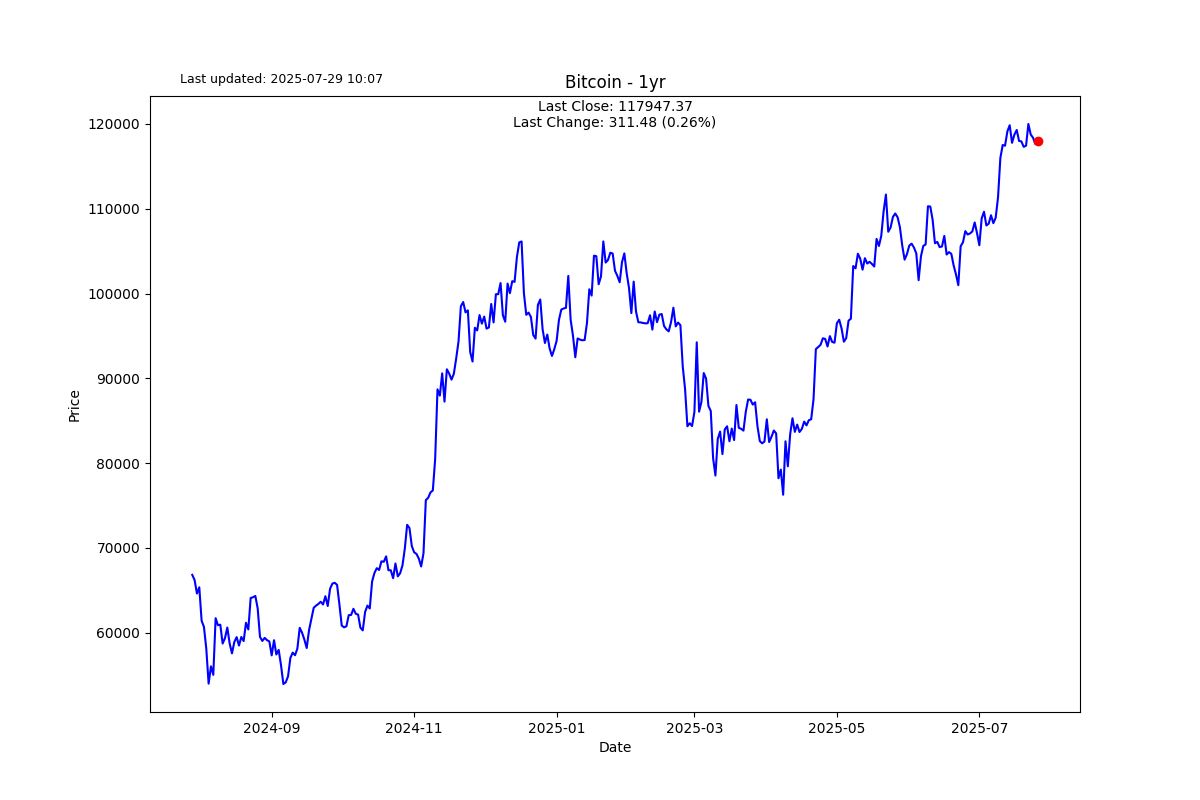 Last updated: 2025-07-29 10:07
Bitcoin - 1yr
Last Close: 117947.37
Last Change: 311.48 (0.26%)
120000
110000
100000
90000
80000
70000
60000
Price
2024-09 2024-11 2025-01 2025-03 2025-05 2025-07
Date